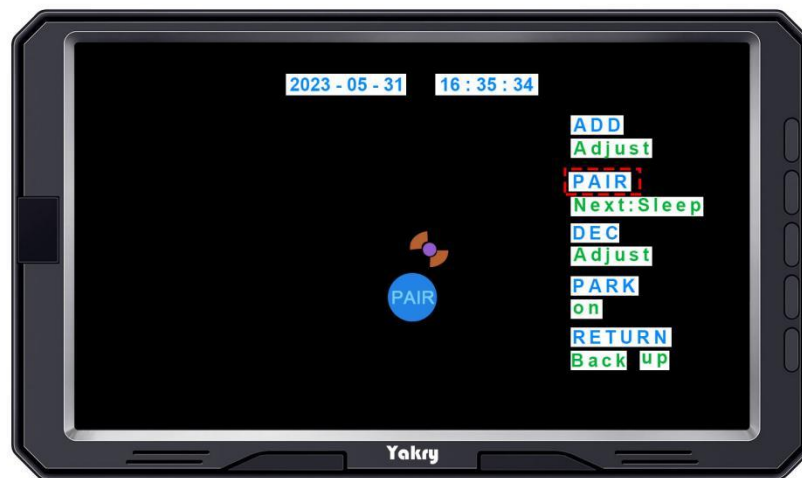 2023 - 05 - 31 16 : 35 : 34
ADD
Adjust
PAIR
Next:Sleep
DEC
Adjust
PAIR
PARK
on
RETURN
Back up
Yakry